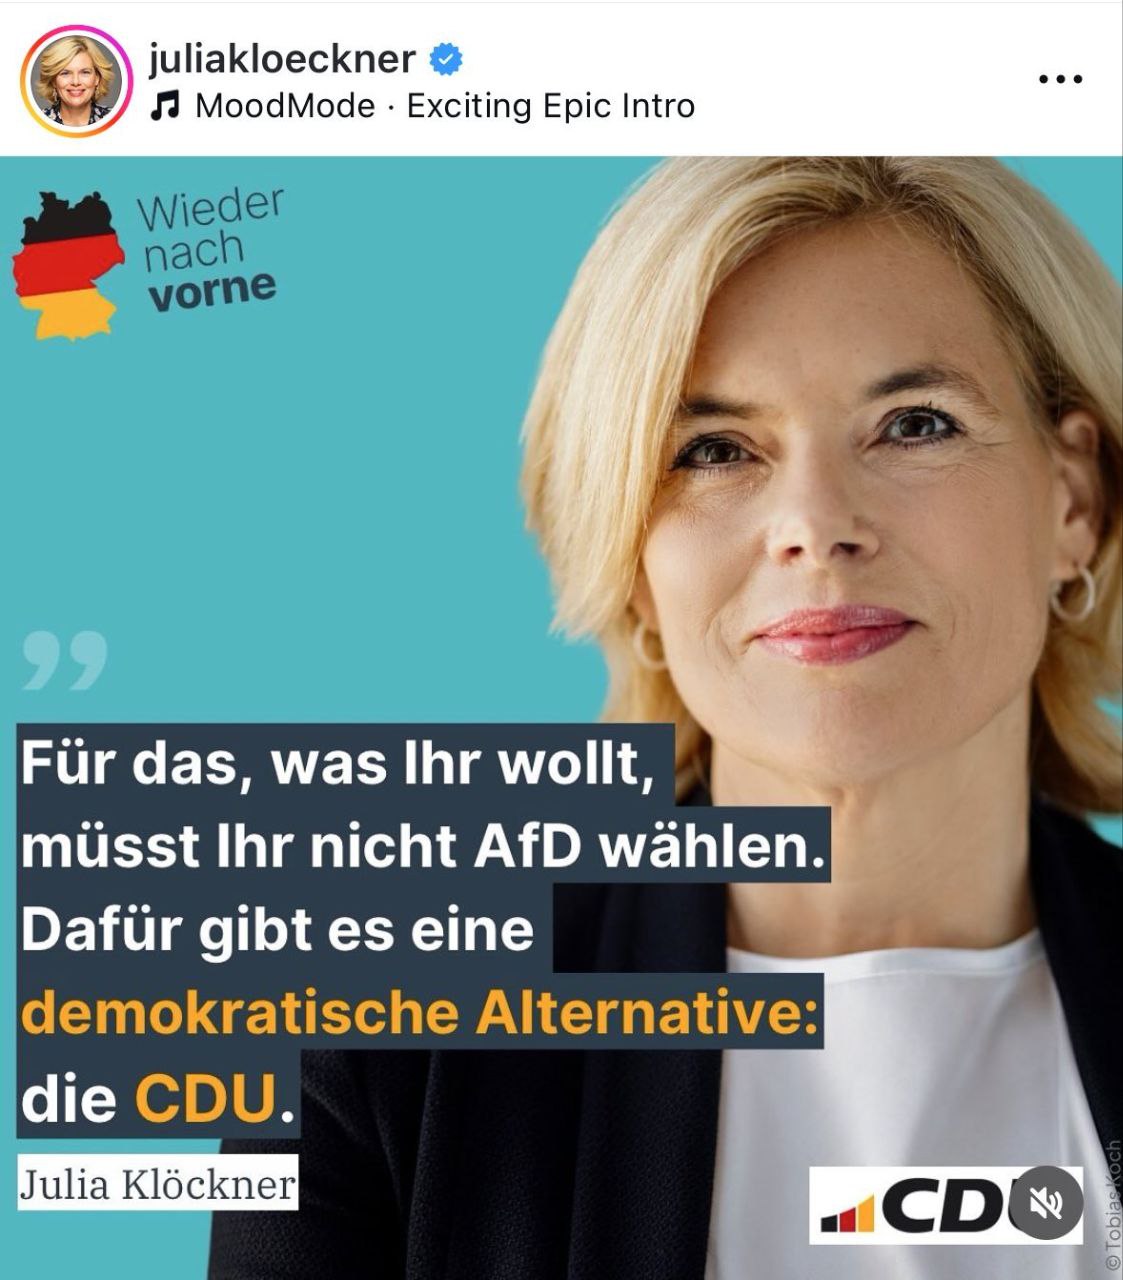 juliakloeckner
MoodMode · Exciting Epic Intro
Wieder
nach
vorne
”
Für das, was Ihr wollt,
müsst Ihr nicht AfD wählen.
Dafür gibt es eine
demokratische Alternative:
die CDU.
Julia Klöckner
CD
© Tobias Koch